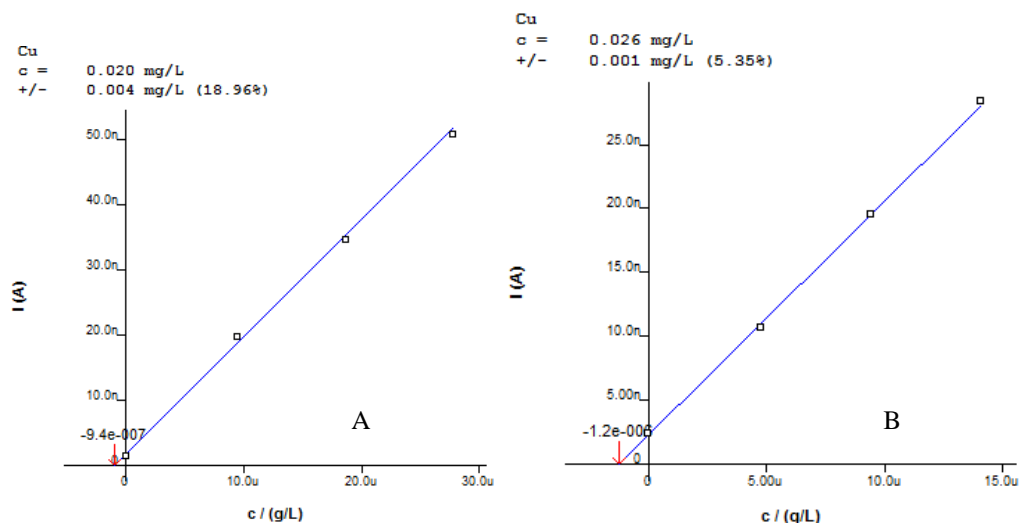 Cu
c = 0.020 mg/L
+/- 0.004 mg/L (18.96%)
50.0n
40.0n
30.0n
20.0n
10.0n
0
I (A)
-9.4e-007
A
0 10.0u 20.0u 30.0u
c / (g/L)
Cu
c = 0.026 mg/L
+/- 0.001 mg/L (5.35%)
25.0n
20.0n
15.0n
10.0n
5.00n
0
I (A)
-1.2e-006
B
0 5.00u 10.0u 15.0u
c / (g/L)